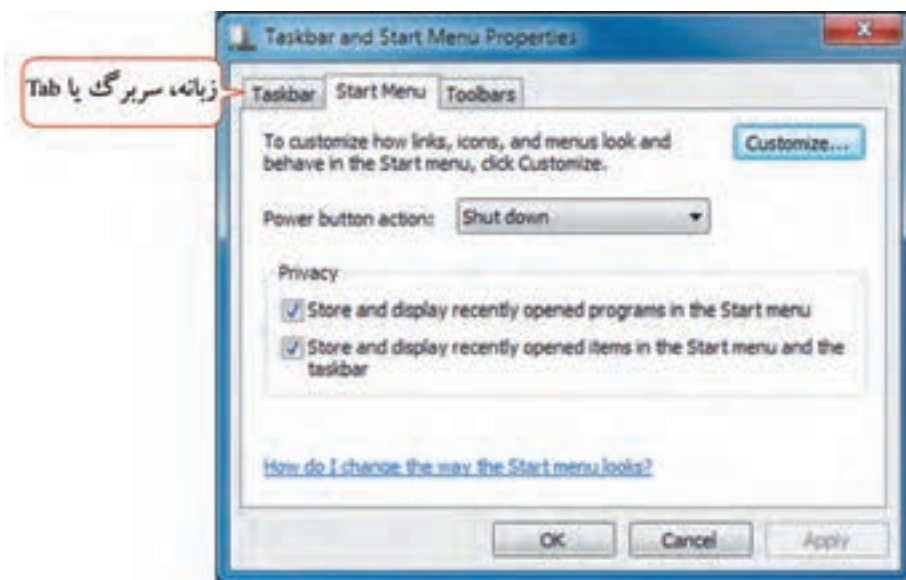 Taskbar and Start Menu Properties
زبانه، سربرگ یا Tab
Taskbar Start Menu Toolbars
To customize how links, icons, and menus look and
behave in the Start menu, click Customize.
Customize...
Power button action: Shut down
Privacy
Store and display recently opened programs in the Start menu
Store and display recently opened items in the Start menu and the
taskbar
How do I change the way the Start menu looks?
OK Cancel Apply